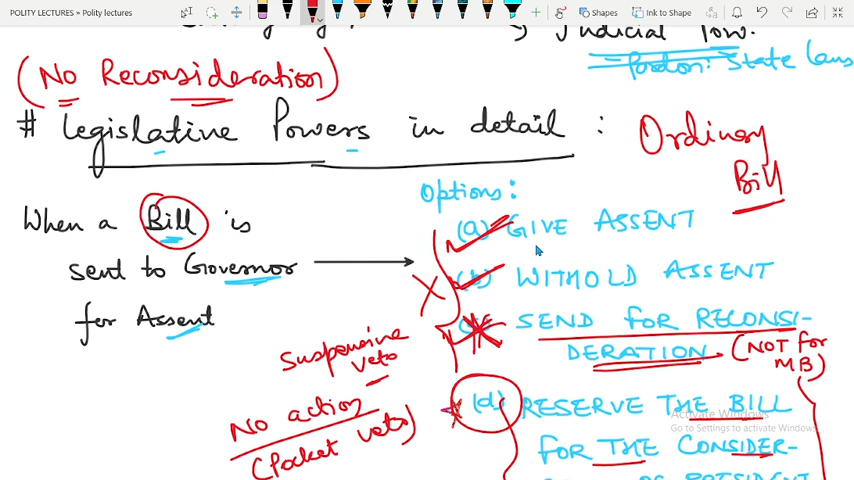 POLITY LECTURES » Polity lectures
Shapes
Ink to Shape
Judicial Pow.
Pardon: State laws
(No Reconsideration)
# Legislative Powers in detail :
Ordinary
Bill
When a Bill is
sent to Governor
for Assent
Options:
(a) GIVE ASSENT
(b) WITHOLD ASSENT
SEND FOR RECONSI-
DERATION
(NOT for
MB)
suspensive
veto
No action
(Pocket veto)
(d) RESERVE THE BILL
FOR THE CONSIDER-
Activate Windows
Go to Settings to activate Windows